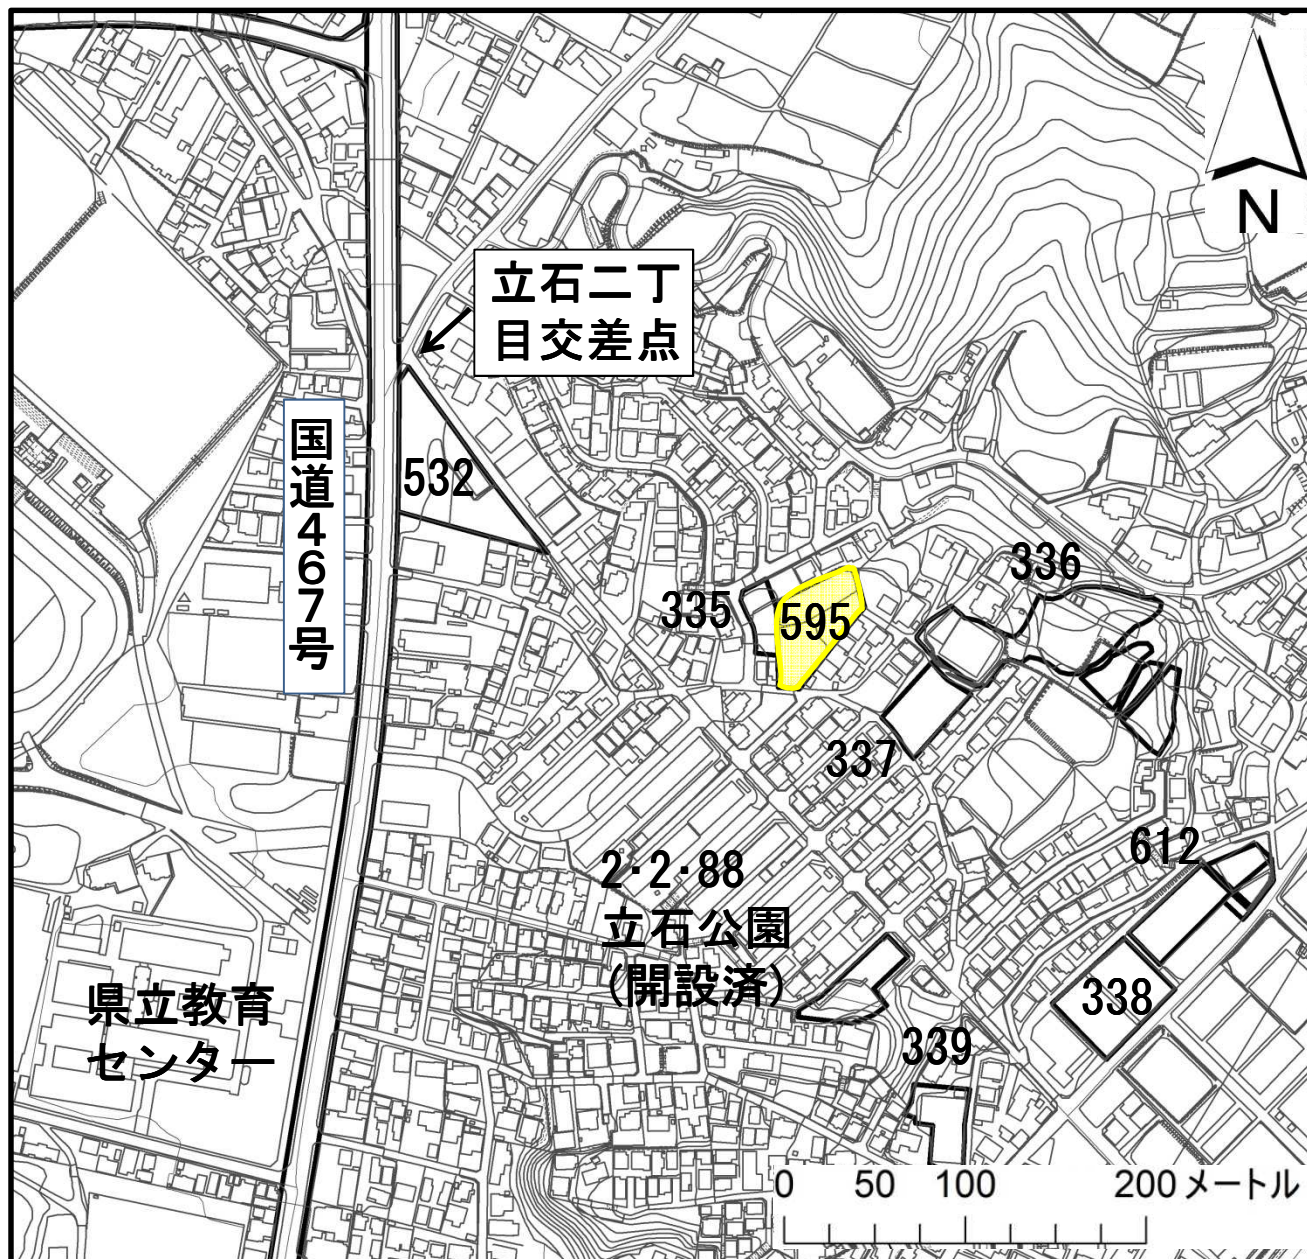 N
立石二丁
目交差点
国道467号
532
336
335
595
337
612
2・2・88
立石公園
(開設済)
338
県立教育
センター
339
0 50 100 200メートル